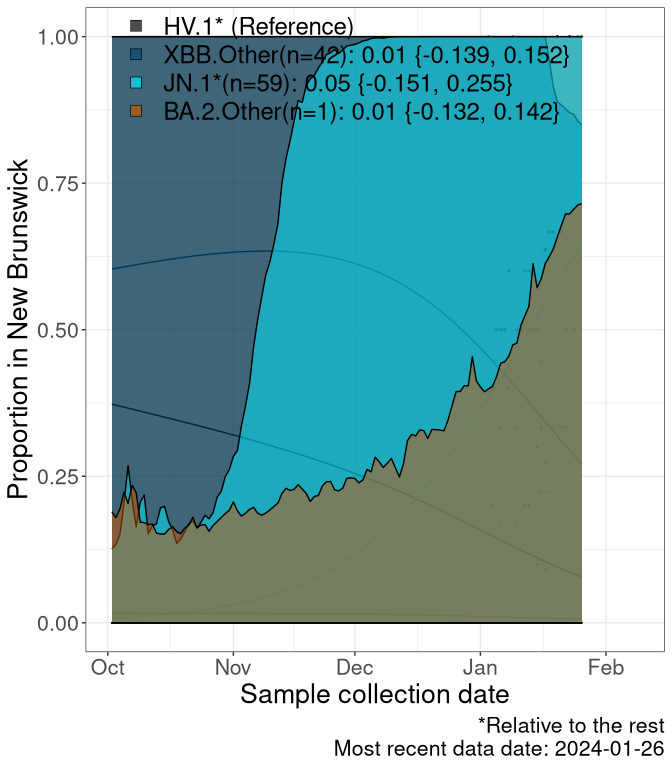 HV.1* (Reference)
XBB.Other(n=42): 0.01 {-0.139, 0.152}
JN.1*(n=59): 0.05 {-0.151, 0.255}
BA.2.Other(n=1): 0.01 {-0.132, 0.142}
Proportion in New Brunswick
1.00
0.75
0.50
0.25
0.00
Oct Nov Dec Jan Feb
Sample collection date
*Relative to the rest
Most recent data date: 2024-01-26